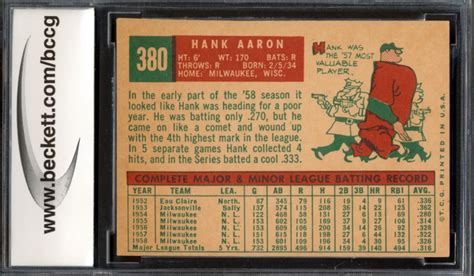 www.beckett.com/bccg
380
HANK AARON
HT: 6' WT: 170 BATS: R
THROWS: R BORN: 2/5/34
HOME: MILWAUKEE, WISC.
HANK WAS
THE '57 MOST
VALUABLE
PLAYER.
In the early part of the '58 season it
looked like Hank was heading for a poor
year. He was batting only .270, but he
came on like a comet and wound up
with the 4th highest mark in the league.
In 5 separate games Hank collected 4
hits, and in the Series batted a cool .333.
COMPLETE MAJOR & MINOR LEAGUE BATTING RECORD
YEAR TEAM LEA. G AB R H 2B 3B HR RBI AVG.
1952 Eau Claire North. 87 345 79 116 19 4 9 61 .336
1953 Jacksonville Sally 137 574 115 208 36 14 22 125 .362
1954 Milwaukee N.L. 122 468 58 131 27 6 13 69 .280
1955 Milwaukee N.L. 153 602 105 189 37 9 27 106 .314
1956 Milwaukee N.L. 153 609 106 200 34 14 26 92 .328
1957 Milwaukee N.L. 151 615 118 198 27 6 44 132 .322
1958 Milwaukee N.L. 153 601 109 196 34 4 30 95 .326
Major League Totals 5 Yrs.
© T.C.G. PRINTED IN U.S.A.